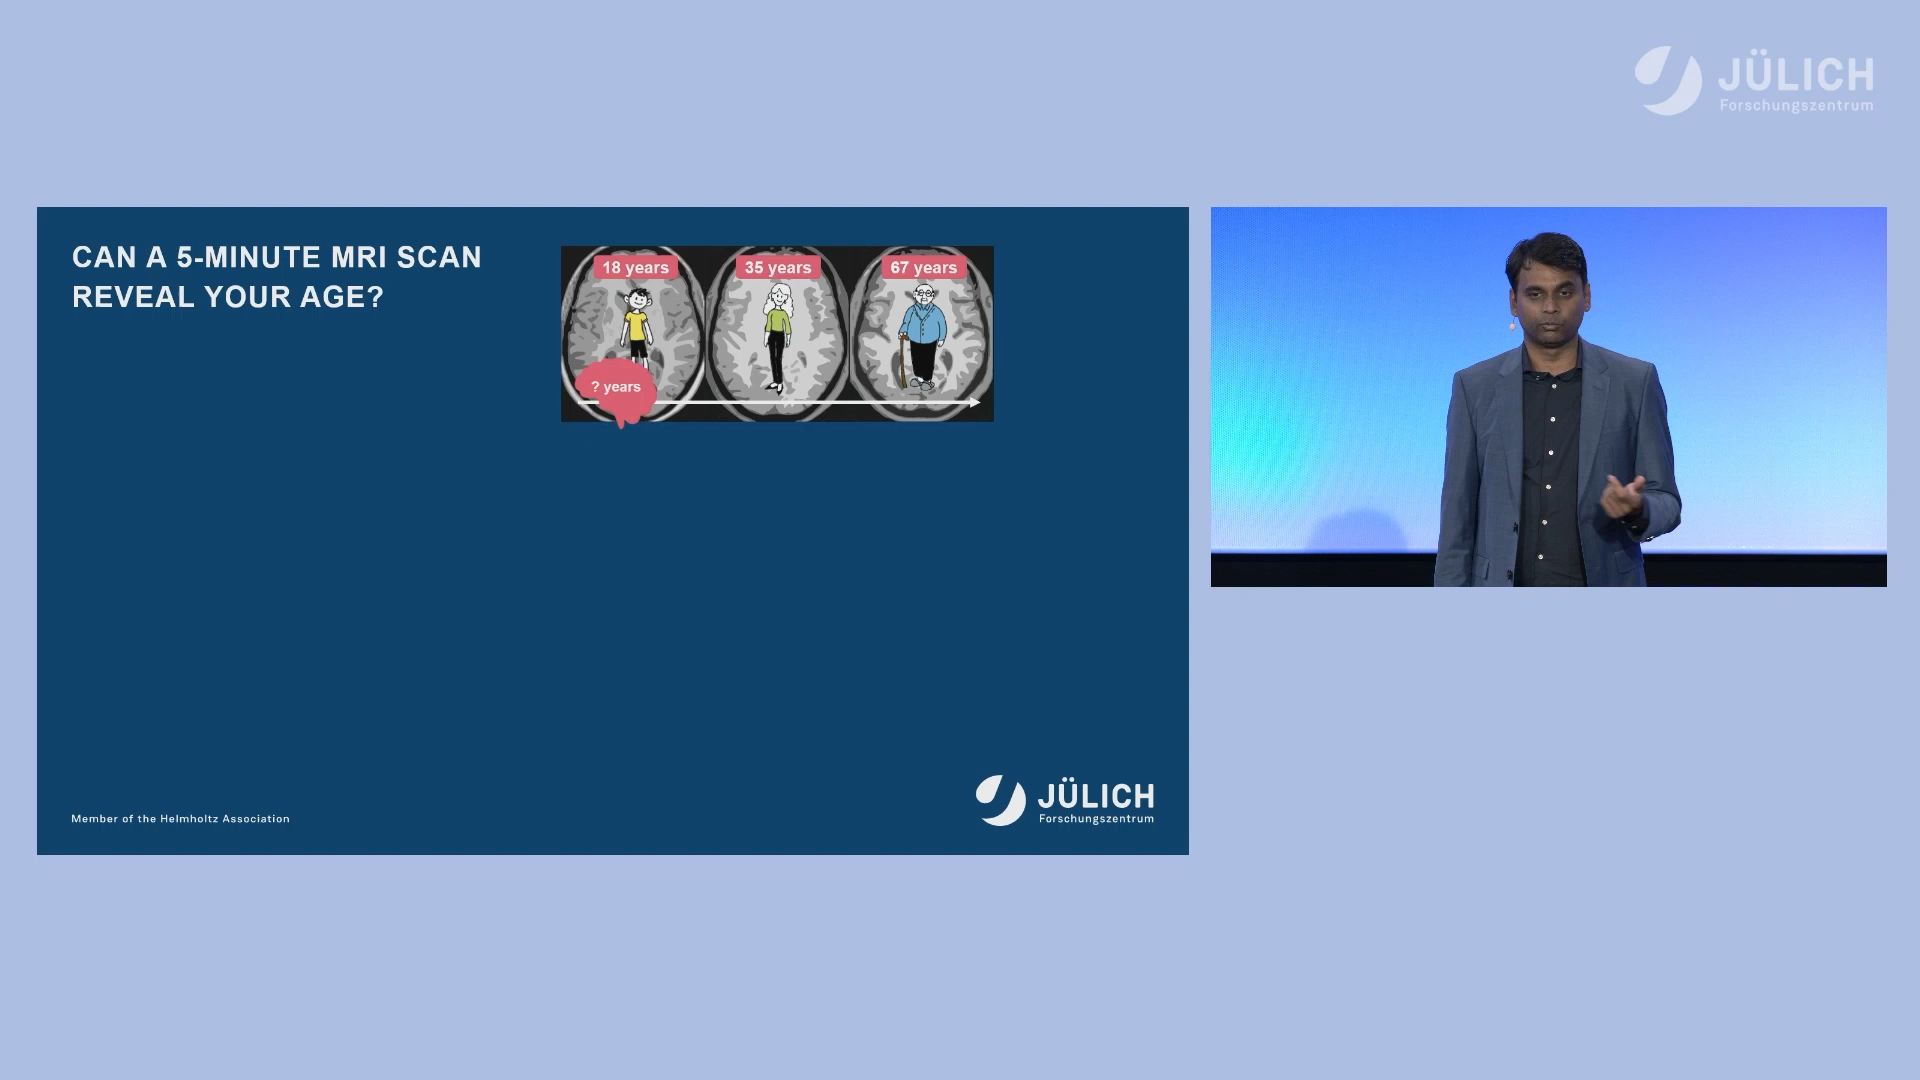 JÜLICH
Forschungszentrum
CAN A 5-MINUTE MRI SCAN
REVEAL YOUR AGE?
18 years
35 years
67 years
? years
Member of the Helmholtz Association
JÜLICH
Forschungszentrum